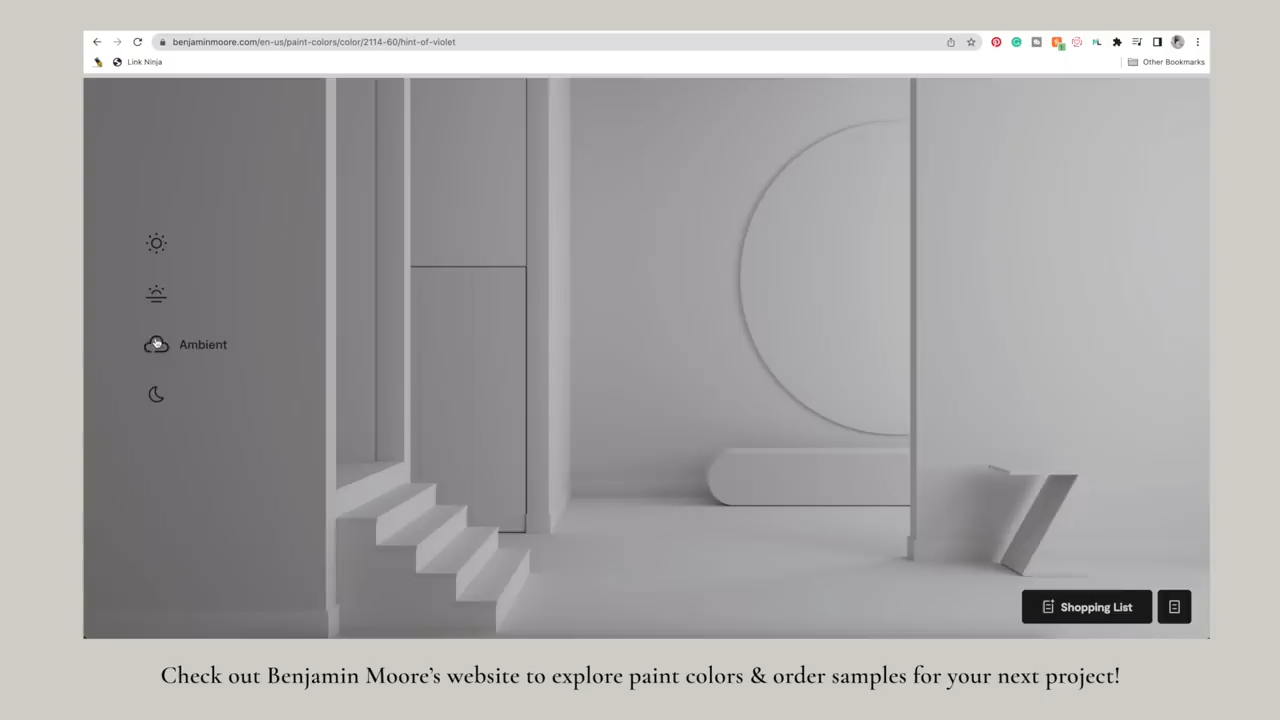 benjaminmoore.com/en-us/paint-colors/color/2114-60/hint-of-violet
Link Ninja
Other Bookmarks
Ambient
Shopping List
Check out Benjamin Moore's website to explore paint colors & order samples for your next project!